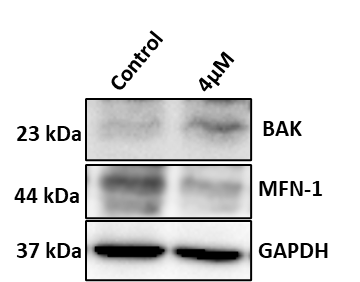 Control 4µM
23 kDa BAK
44 kDa MFN-1
37 kDa GAPDH